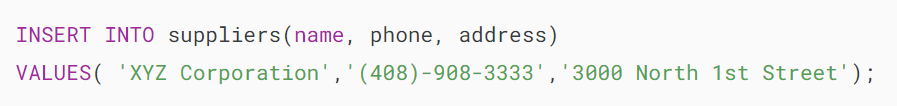 INSERT INTO suppliers(name, phone, address)
VALUES( 'XYZ Corporation','(408)-908-3333','3000 North 1st Street');